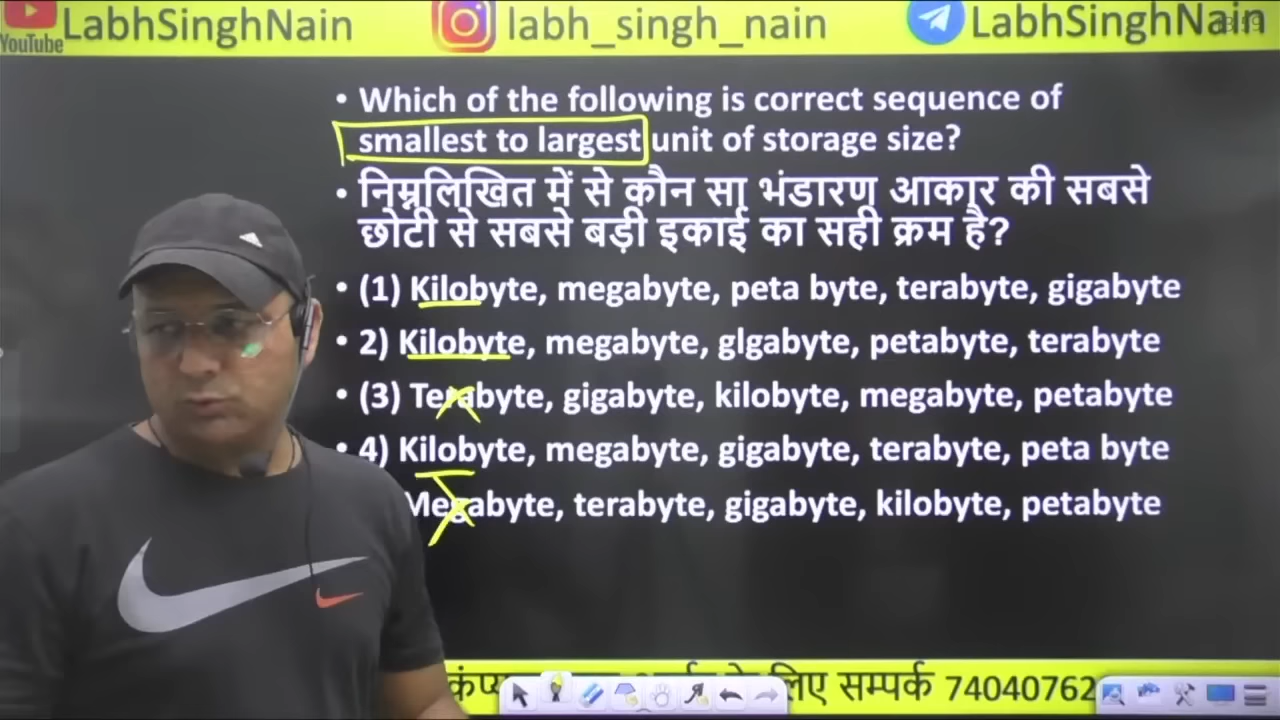 YouTube LabhSinghNain labh_singh_nain LabhSinghNain
• Which of the following is correct sequence of
smallest to largest unit of storage size?
• निम्नलिखित में से कौन सा भंडारण आकार की सबसे
छोटी से सबसे बड़ी इकाई का सही क्रम है?
• (1) Kilobyte, megabyte, peta byte, terabyte, gigabyte
• 2) Kilobyte, megabyte, glgabyte, petabyte, terabyte
• (3) Terabyte, gigabyte, kilobyte, megabyte, petabyte
4) Kilobyte, megabyte, gigabyte, terabyte, peta byte
Megabyte, terabyte, gigabyte, kilobyte, petabyte
लिए सम्पर्क 74040762